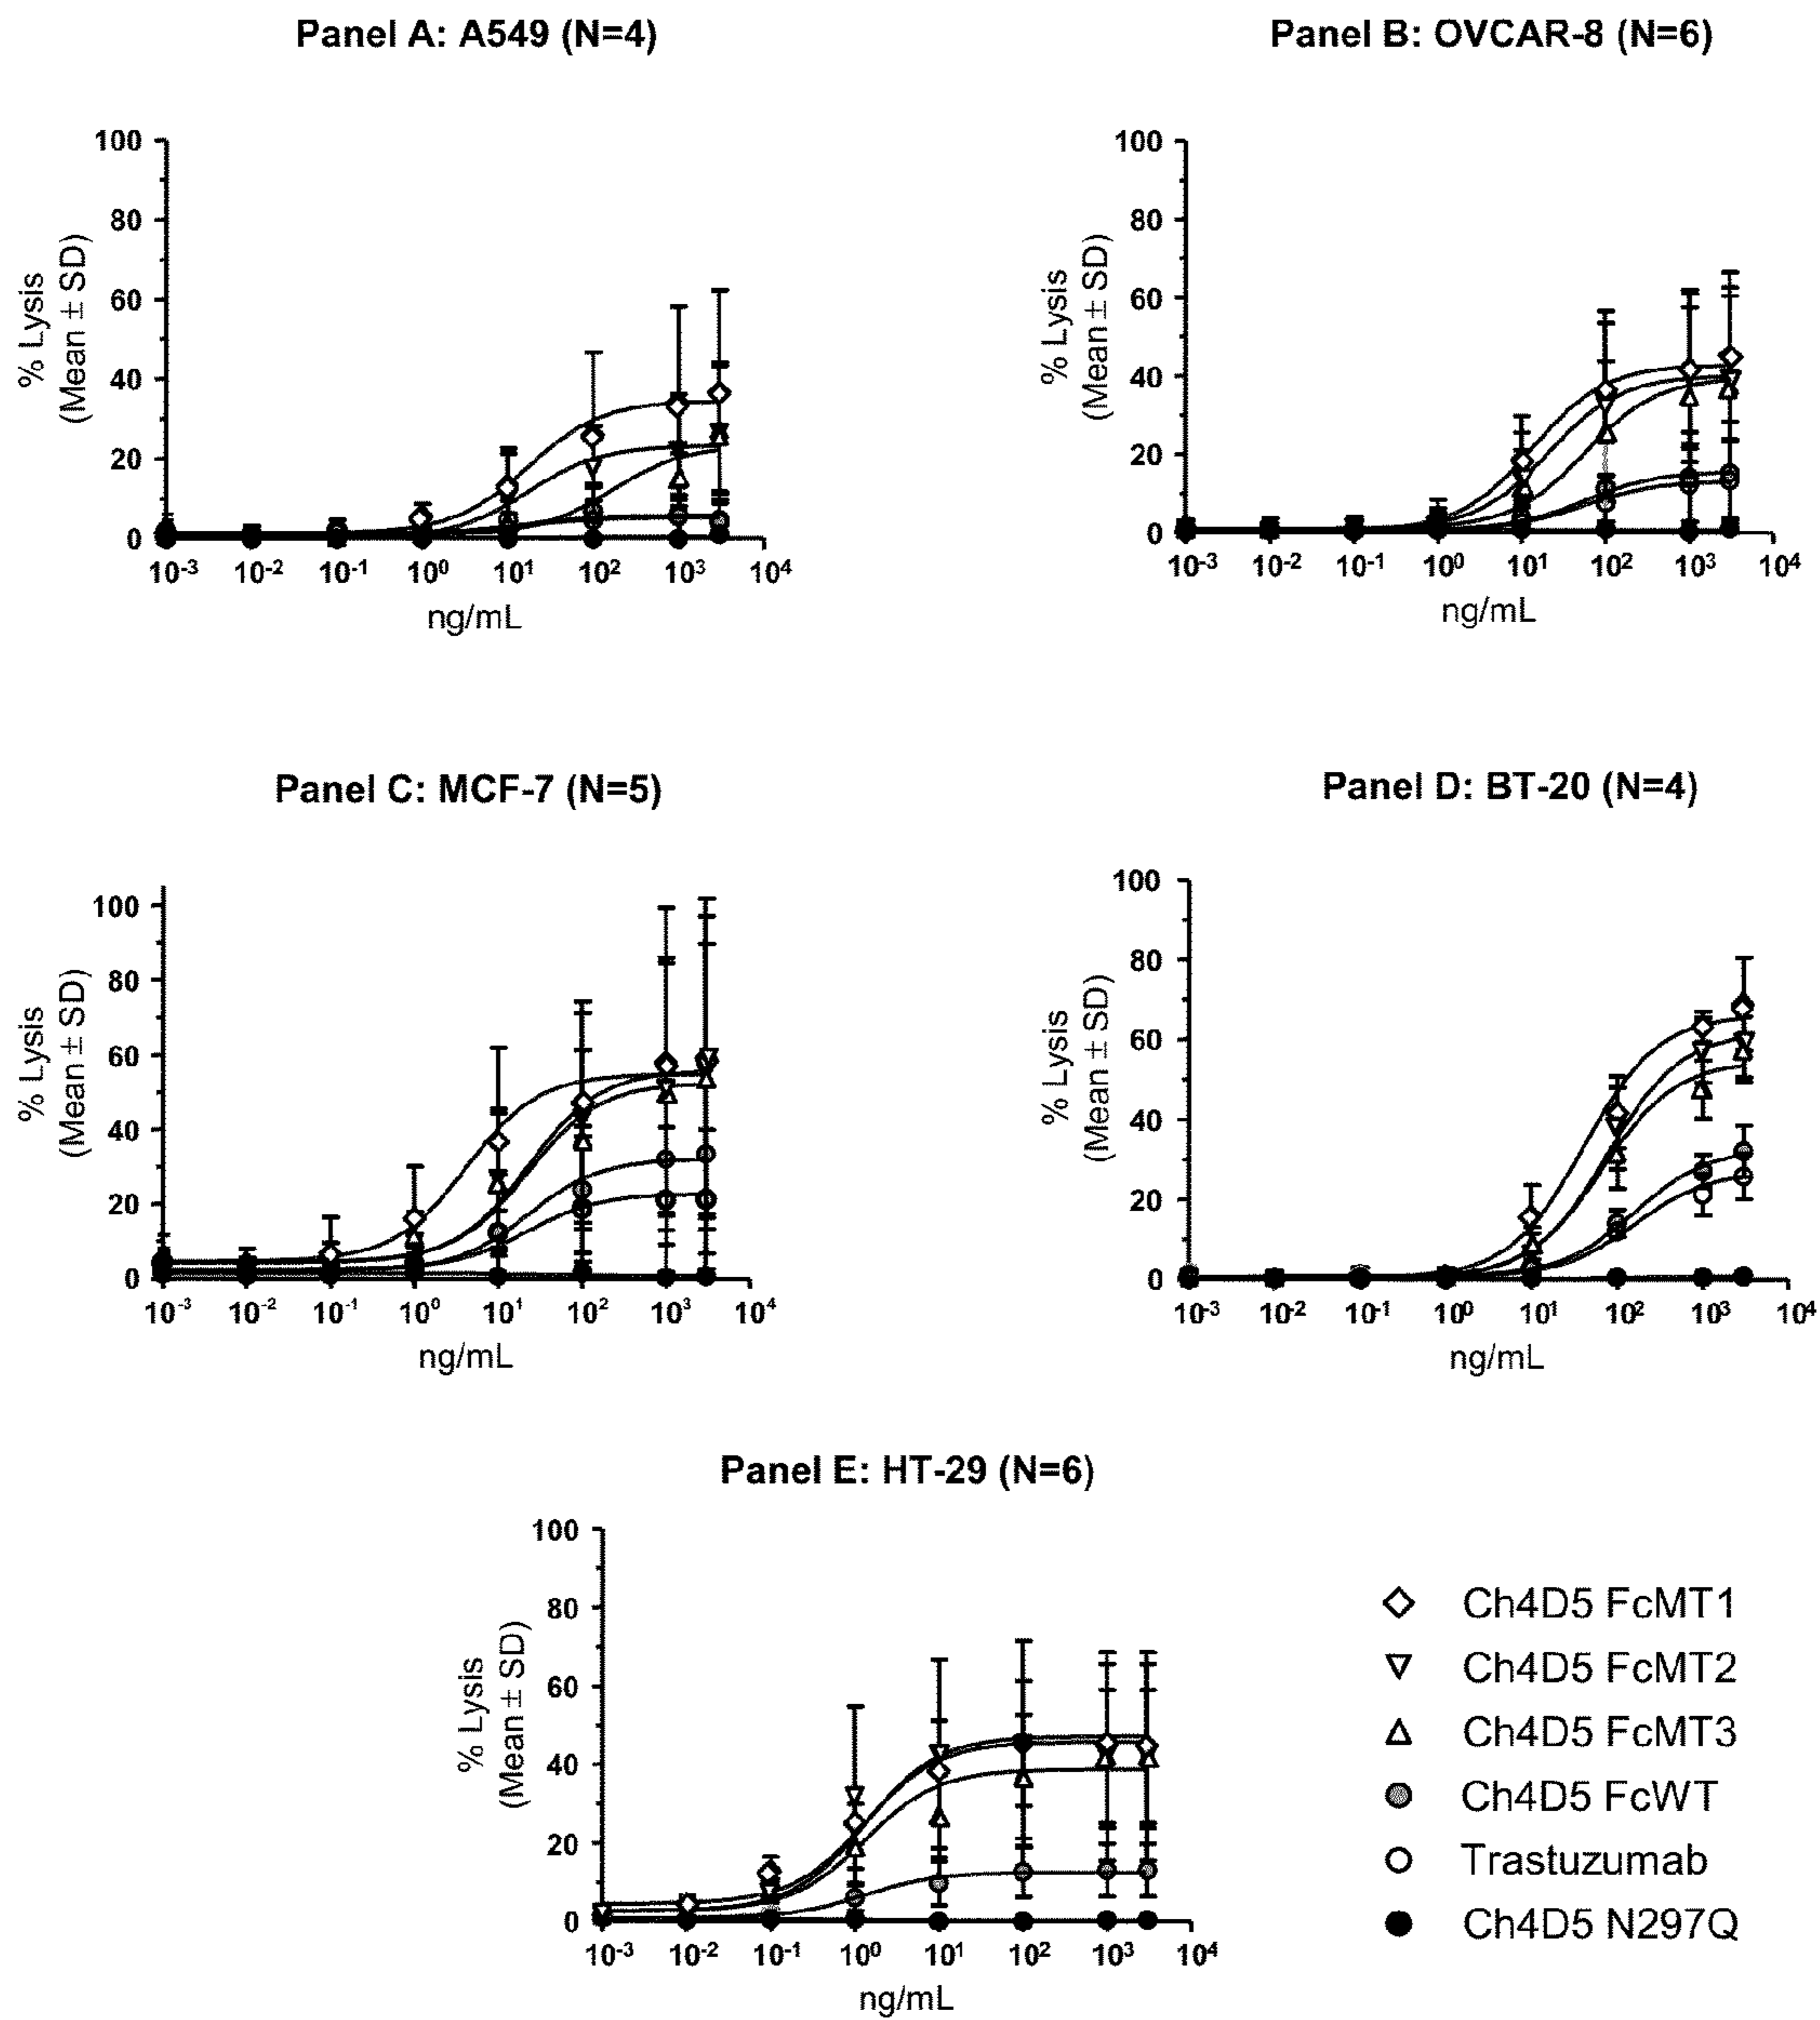 Panel A: A549 (N=4)
100
80
60
40
20
0
% Lysis
(Mean ± SD)
10-3 10-2 10-1 100 101 102 103 104
ng/mL
Panel B: OVCAR-8 (N=6)
100
80
60
40
20
0
% Lysis
(Mean ± SD)
10-3 10-2 10-1 100 101 102 103 104
ng/mL
Panel C: MCF-7 (N=5)
100
80
60
40
20
0
% Lysis
(Mean ± SD)
10-3 10-2 10-1 100 101 102 103 104
ng/mL
Panel D: BT-20 (N=4)
100
80
60
40
20
0
% Lysis
(Mean ± SD)
10-3 10-2 10-1 100 101 102 103 104
ng/mL
Panel E: HT-29 (N=6)
100
80
60
40
20
0
% Lysis
(Mean ± SD)
10-3 10-2 10-1 100 101 102 103 104
ng/mL
Ch4D5 FcMT1
Ch4D5 FcMT2
Ch4D5 FcMT3
Ch4D5 FcWT
Trastuzumab
Ch4D5 N297Q